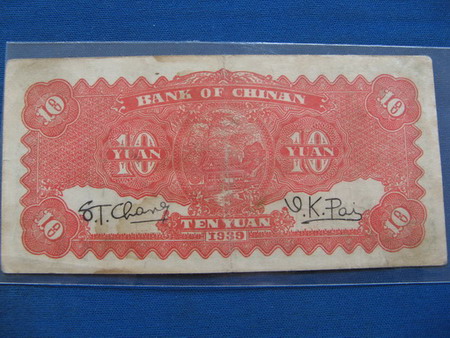 10 10
BANK OF CHINAN
10 10
YUAN YUAN
S.T. Chang V. K. Pai
10 TEN YUAN 10
1939